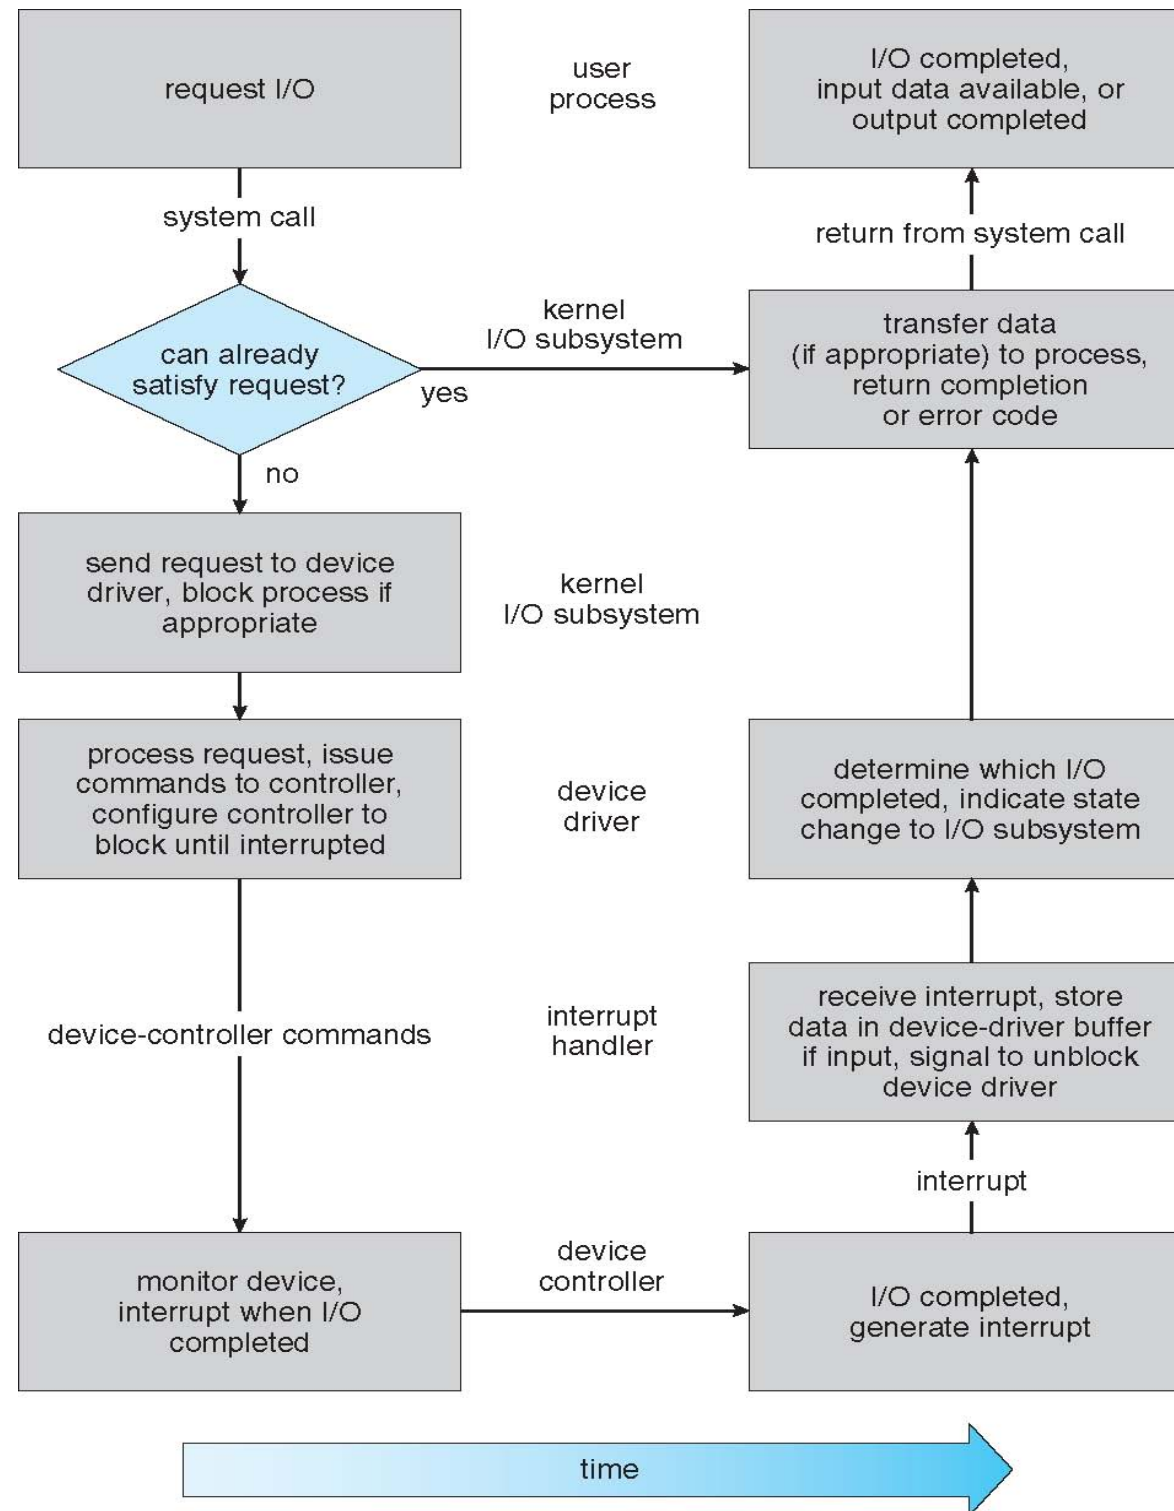 request I/O
user
process
I/O completed,
input data available, or
output completed
system call
return from system call
can already
satisfy request?
yes
kernel
I/O subsystem
transfer data
(if appropriate) to process,
return completion
or error code
no
send request to device
driver, block process if
appropriate
kernel
I/O subsystem
process request, issue
commands to controller,
configure controller to
block until interrupted
device
driver
determine which I/O
completed, indicate state
change to I/O subsystem
device-controller commands
interrupt
handler
receive interrupt, store
data in device-driver buffer
if input, signal to unblock
device driver
interrupt
monitor device,
interrupt when I/O
completed
device
controller
I/O completed,
generate interrupt
time